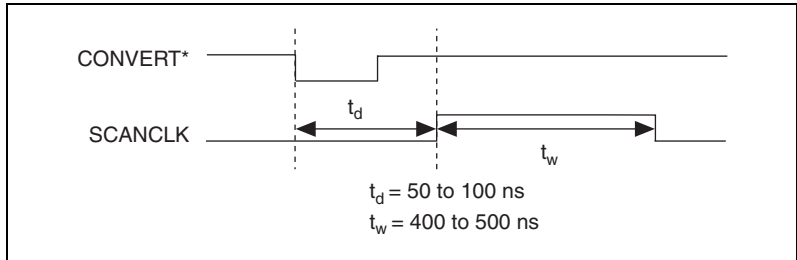 CONVERT*
t_d
SCANCLK
t_w
t_d = 50 to 100 ns
t_w = 400 to 500 ns